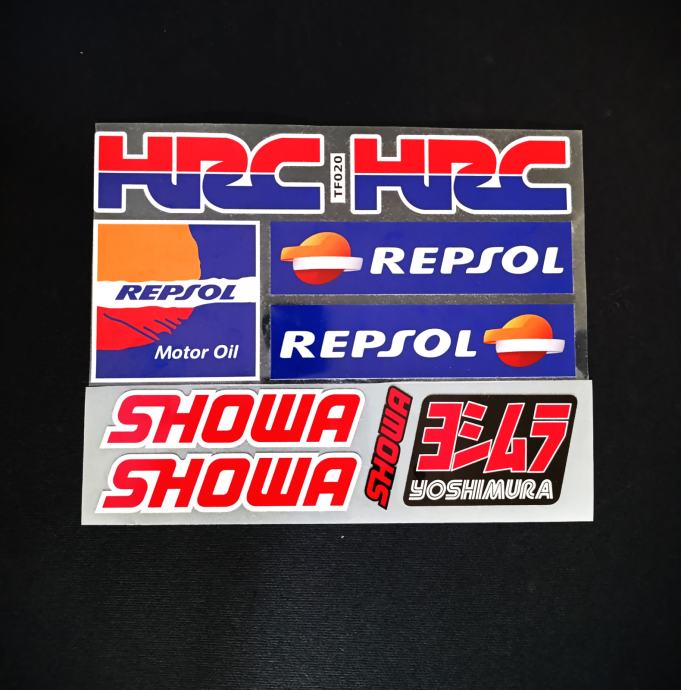 HRC
TF020
HRC
REPSOL
Motor Oil
REPSOL
REPSOL
SHOWA
SHOWA
SHOWA
ヨシムラ
YOSHIMURA